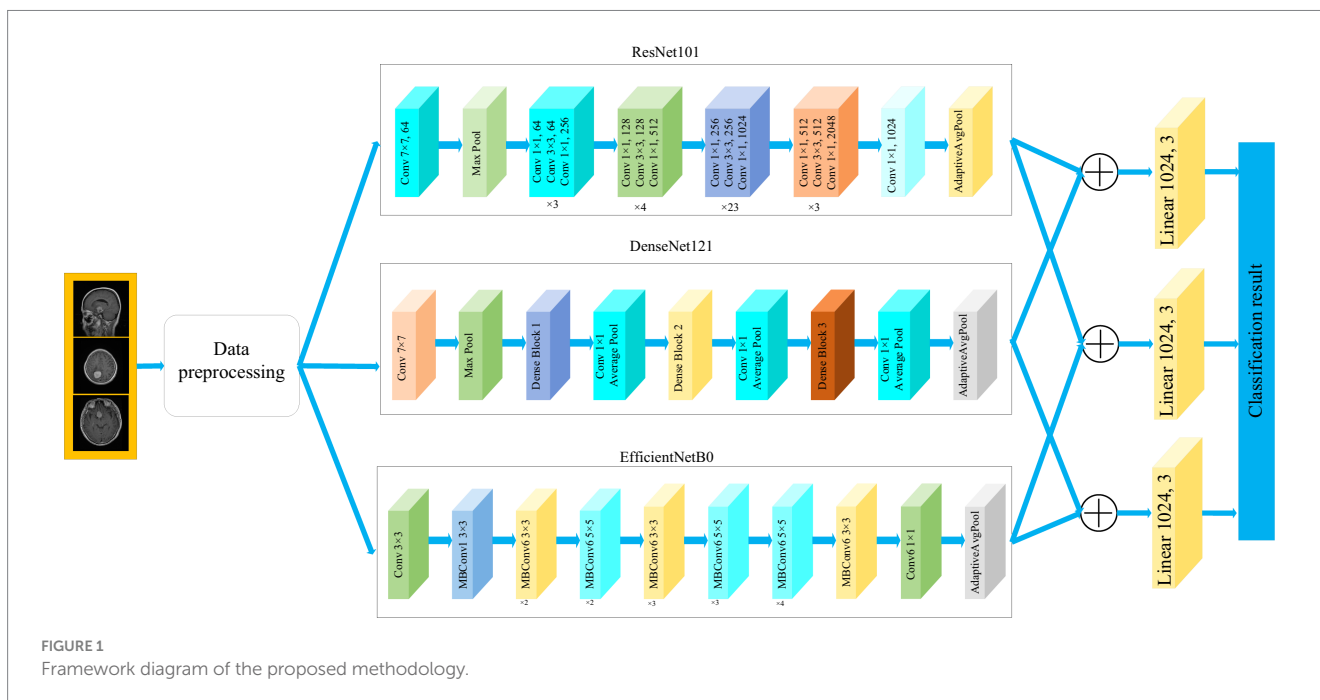 ResNet101
Conv 7×7, 64
Max Pool
Conv 1×1, 64
Conv 3×3, 64
Conv 1×1, 256
×3
Conv 1×1, 128
Conv 3×3, 128
Conv 1×1, 512
×4
Conv 1×1, 256
Conv 3×3, 256
Conv 1×1, 1024
×23
Conv 1×1, 512
Conv 3×3, 512
Conv 1×1, 2048
×3
Conv 1×1, 1024
AdaptiveAvgPool
Data
preprocessing
DenseNet121
Conv 7×7
Max Pool
Dense Block 1
Conv 1×1
Average Pool
Dense Block 2
Conv 1×1
Average Pool
Dense Block 3
Conv 1×1
Average Pool
AdaptiveAvgPool
EfficientNetB0
Conv 3×3
MBConv1 3×3
MBConv6 3×3
×2
MBConv6 5×5
×2
MBConv6 3×3
×3
MBConv6 5×5
×3
MBConv6 5×5
×4
MBConv6 3×3
Conv6 1×1
AdaptiveAvgPool
Linear 1024, 3
Linear 1024, 3
Linear 1024, 3
Classification result
FIGURE 1
Framework diagram of the proposed methodology.